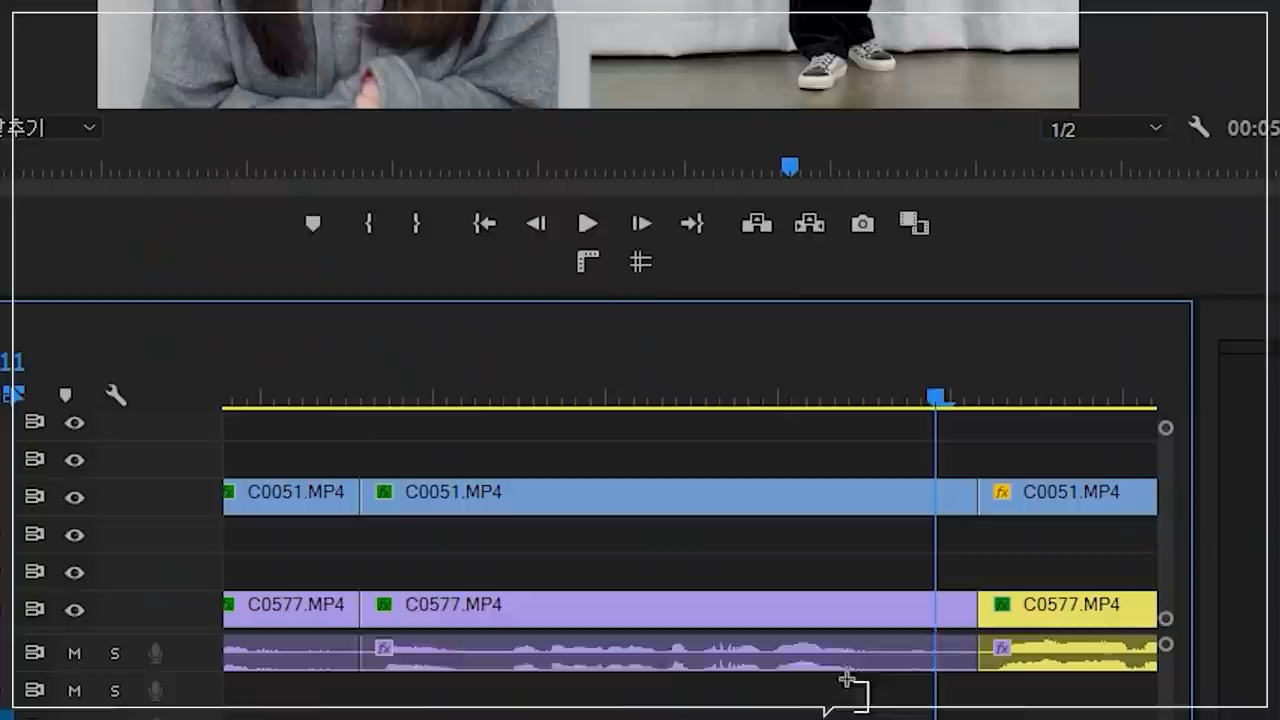 맞추기
1/2
00:05
11
C0051.MP4 C0051.MP4 C0051.MP4
C0577.MP4 C0577.MP4 C0577.MP4
fx fx
M S
M S